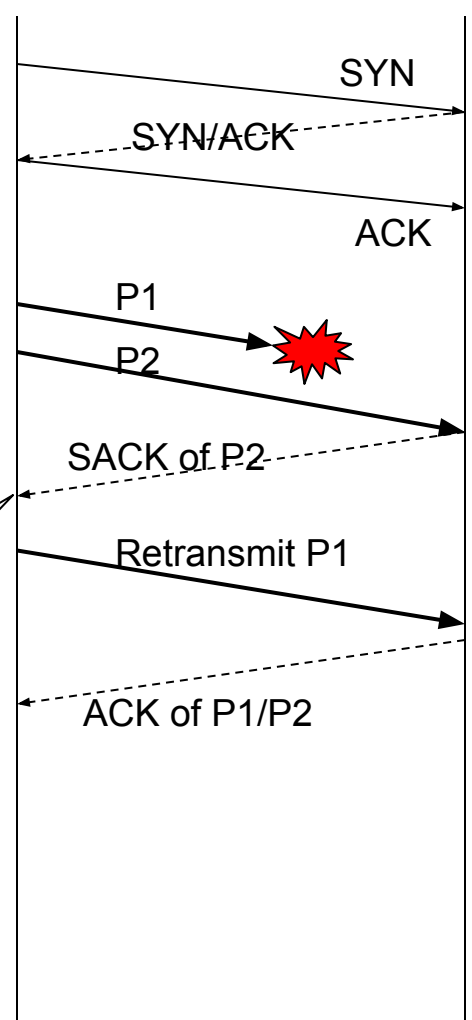 SYN
SYN/ACK
ACK
P1
P2
SACK of P2
Retransmit P1
ACK of P1/P2